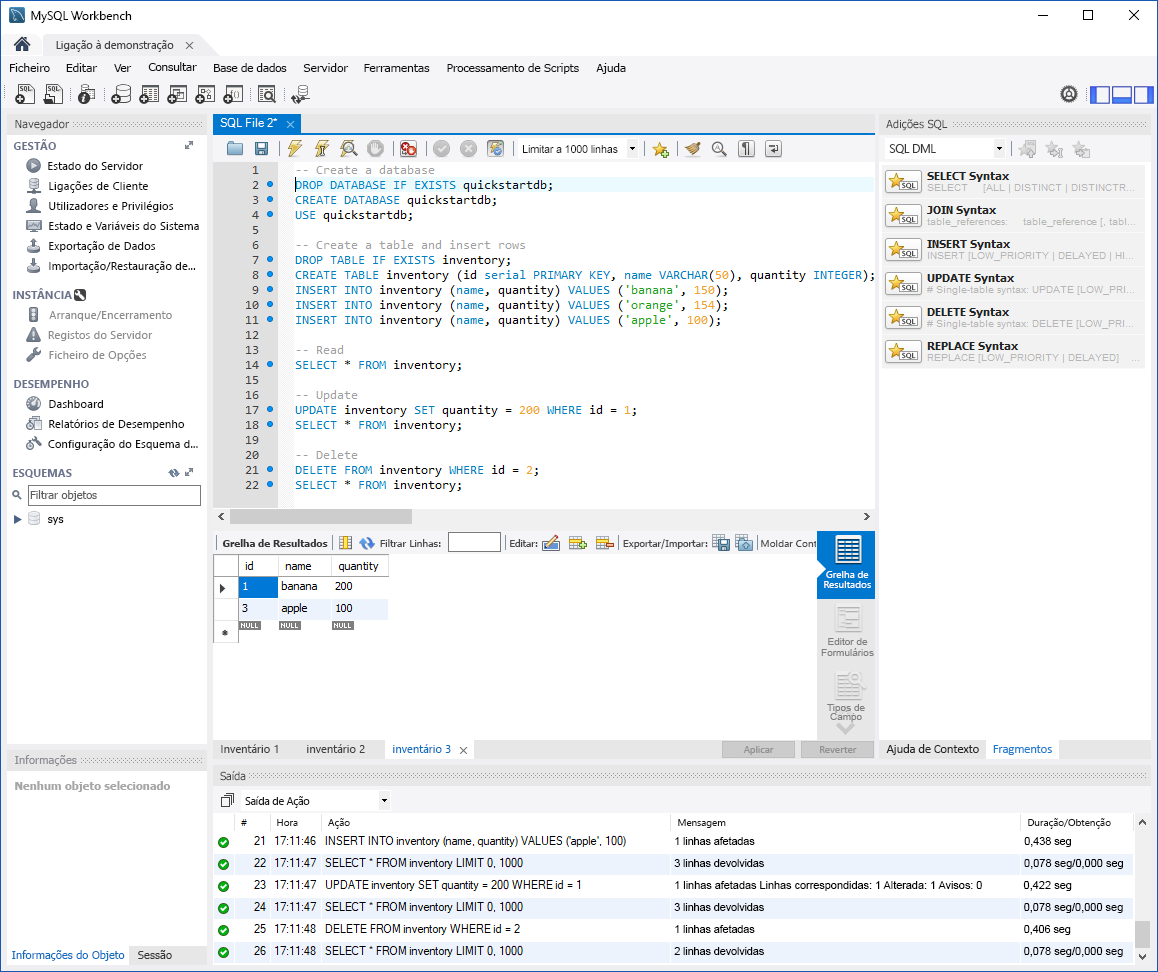 MySQL Workbench
Ligação à demonstração
Ficheiro Editar Ver Consultar Base de dados Servidor Ferramentas Processamento de Scripts Ajuda
Navegador
GESTÃO
Estado do Servidor
Ligações de Cliente
Utilizadores e Privilégios
Estado e Variáveis do Sistema
Exportação de Dados
Importação/Restauração de...
INSTÂNCIA
Arranque/Encerramento
Registos do Servidor
Ficheiro de Opções
DESEMPENHO
Dashboard
Relatórios de Desempenho
Configuração do Esquema d...
ESQUEMAS
Filtrar objetos
sys
Informações
Nenhum objeto selecionado
Informações do Objeto Sessão
SQL File 2*
Limitar a 1000 linhas
1 -- Create a database
2 DROP DATABASE IF EXISTS quickstartdb;
3 CREATE DATABASE quickstartdb;
4 USE quickstartdb;
5
6 -- Create a table and insert rows
7 DROP TABLE IF EXISTS inventory;
8 CREATE TABLE inventory (id serial PRIMARY KEY, name VARCHAR(50), quantity INTEGER);
9 INSERT INTO inventory (name, quantity) VALUES ('banana', 150);
10 INSERT INTO inventory (name, quantity) VALUES ('orange', 154);
11 INSERT INTO inventory (name, quantity) VALUES ('apple', 100);
12
13 -- Read
14 SELECT * FROM inventory;
15
16 -- Update
17 UPDATE inventory SET quantity = 200 WHERE id = 1;
18 SELECT * FROM inventory;
19
20 -- Delete
21 DELETE FROM inventory WHERE id = 2;
22 SELECT * FROM inventory;
Grelha de Resultados Filtrar Linhas: Editar: Exportar/Importar: Moldar Cont
id name quantity
1 banana 200
3 apple 100
NULL NULL NULL
Grelha de
Resultados
Editor de
Formulários
Tipos de
Campo
Inventário 1 inventário 2 inventário 3 Aplicar Reverter
Adições SQL
SQL DML
SELECT Syntax
SELECT [ALL | DISTINCT | DISTINCTR...
JOIN Syntax
table_references: table_reference [, tabl...
INSERT Syntax
INSERT [LOW_PRIORITY | DELAYED | HI...
UPDATE Syntax
# Single-table syntax: UPDATE [LOW_PRI...
DELETE Syntax
# Single-table syntax: DELETE [LOW_PRI...
REPLACE Syntax
REPLACE [LOW_PRIORITY | DELAYED] ...
Ajuda de Contexto Fragmentos
Saída
Saída de Ação
# Hora Ação Mensagem Duração/Obtenção
21 17:11:46 INSERT INTO inventory (name, quantity) VALUES ('apple', 100) 1 linhas afetadas 0,438 seg
22 17:11:47 SELECT * FROM inventory LIMIT 0, 1000 3 linhas devolvidas 0,078 seg/0,000 seg
23 17:11:47 UPDATE inventory SET quantity = 200 WHERE id = 1 1 linhas afetadas Linhas correspondidas: 1 Alterada: 1 Avisos: 0 0,422 seg
24 17:11:47 SELECT * FROM inventory LIMIT 0, 1000 3 linhas devolvidas 0,078 seg/0,000 seg
25 17:11:48 DELETE FROM inventory WHERE id = 2 1 linhas afetadas 0,406 seg
26 17:11:48 SELECT * FROM inventory LIMIT 0, 1000 2 linhas devolvidas 0,078 seg/0,000 seg